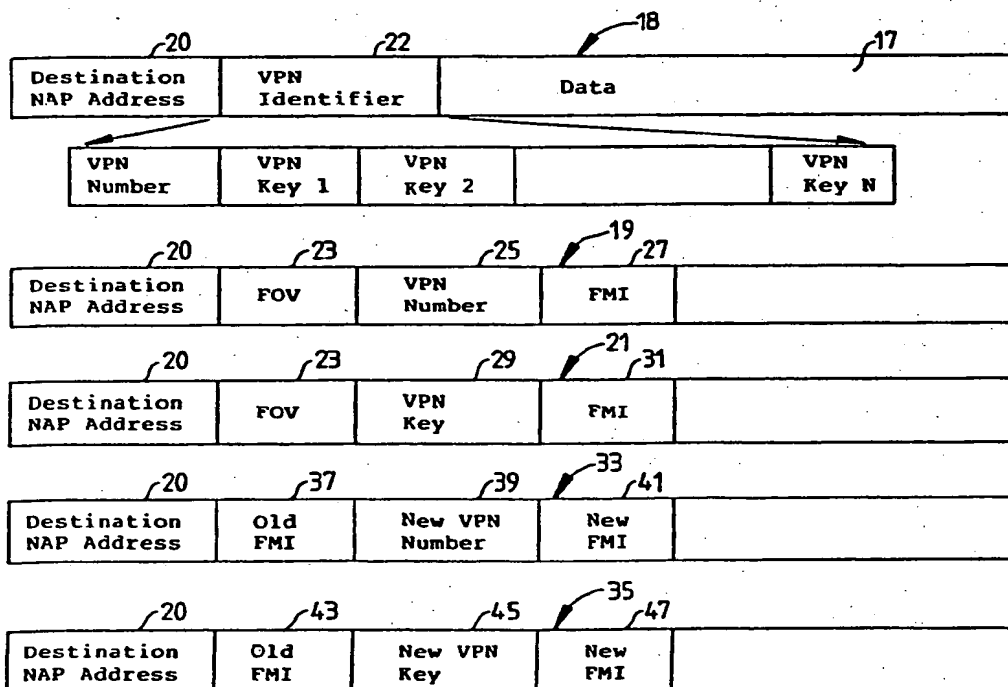 20 22 18 17
Destination NAP Address VPN Identifier Data
VPN Number VPN Key 1 VPN Key 2 VPN Key N
20 23 25 19 27
Destination NAP Address FOV VPN Number FMI
20 23 29 21 31
Destination NAP Address FOV VPN Key FMI
20 37 39 33 41
Destination NAP Address Old FMI New VPN Number New FMI
20 43 45 35 47
Destination NAP Address Old FMI New VPN Key New FMI